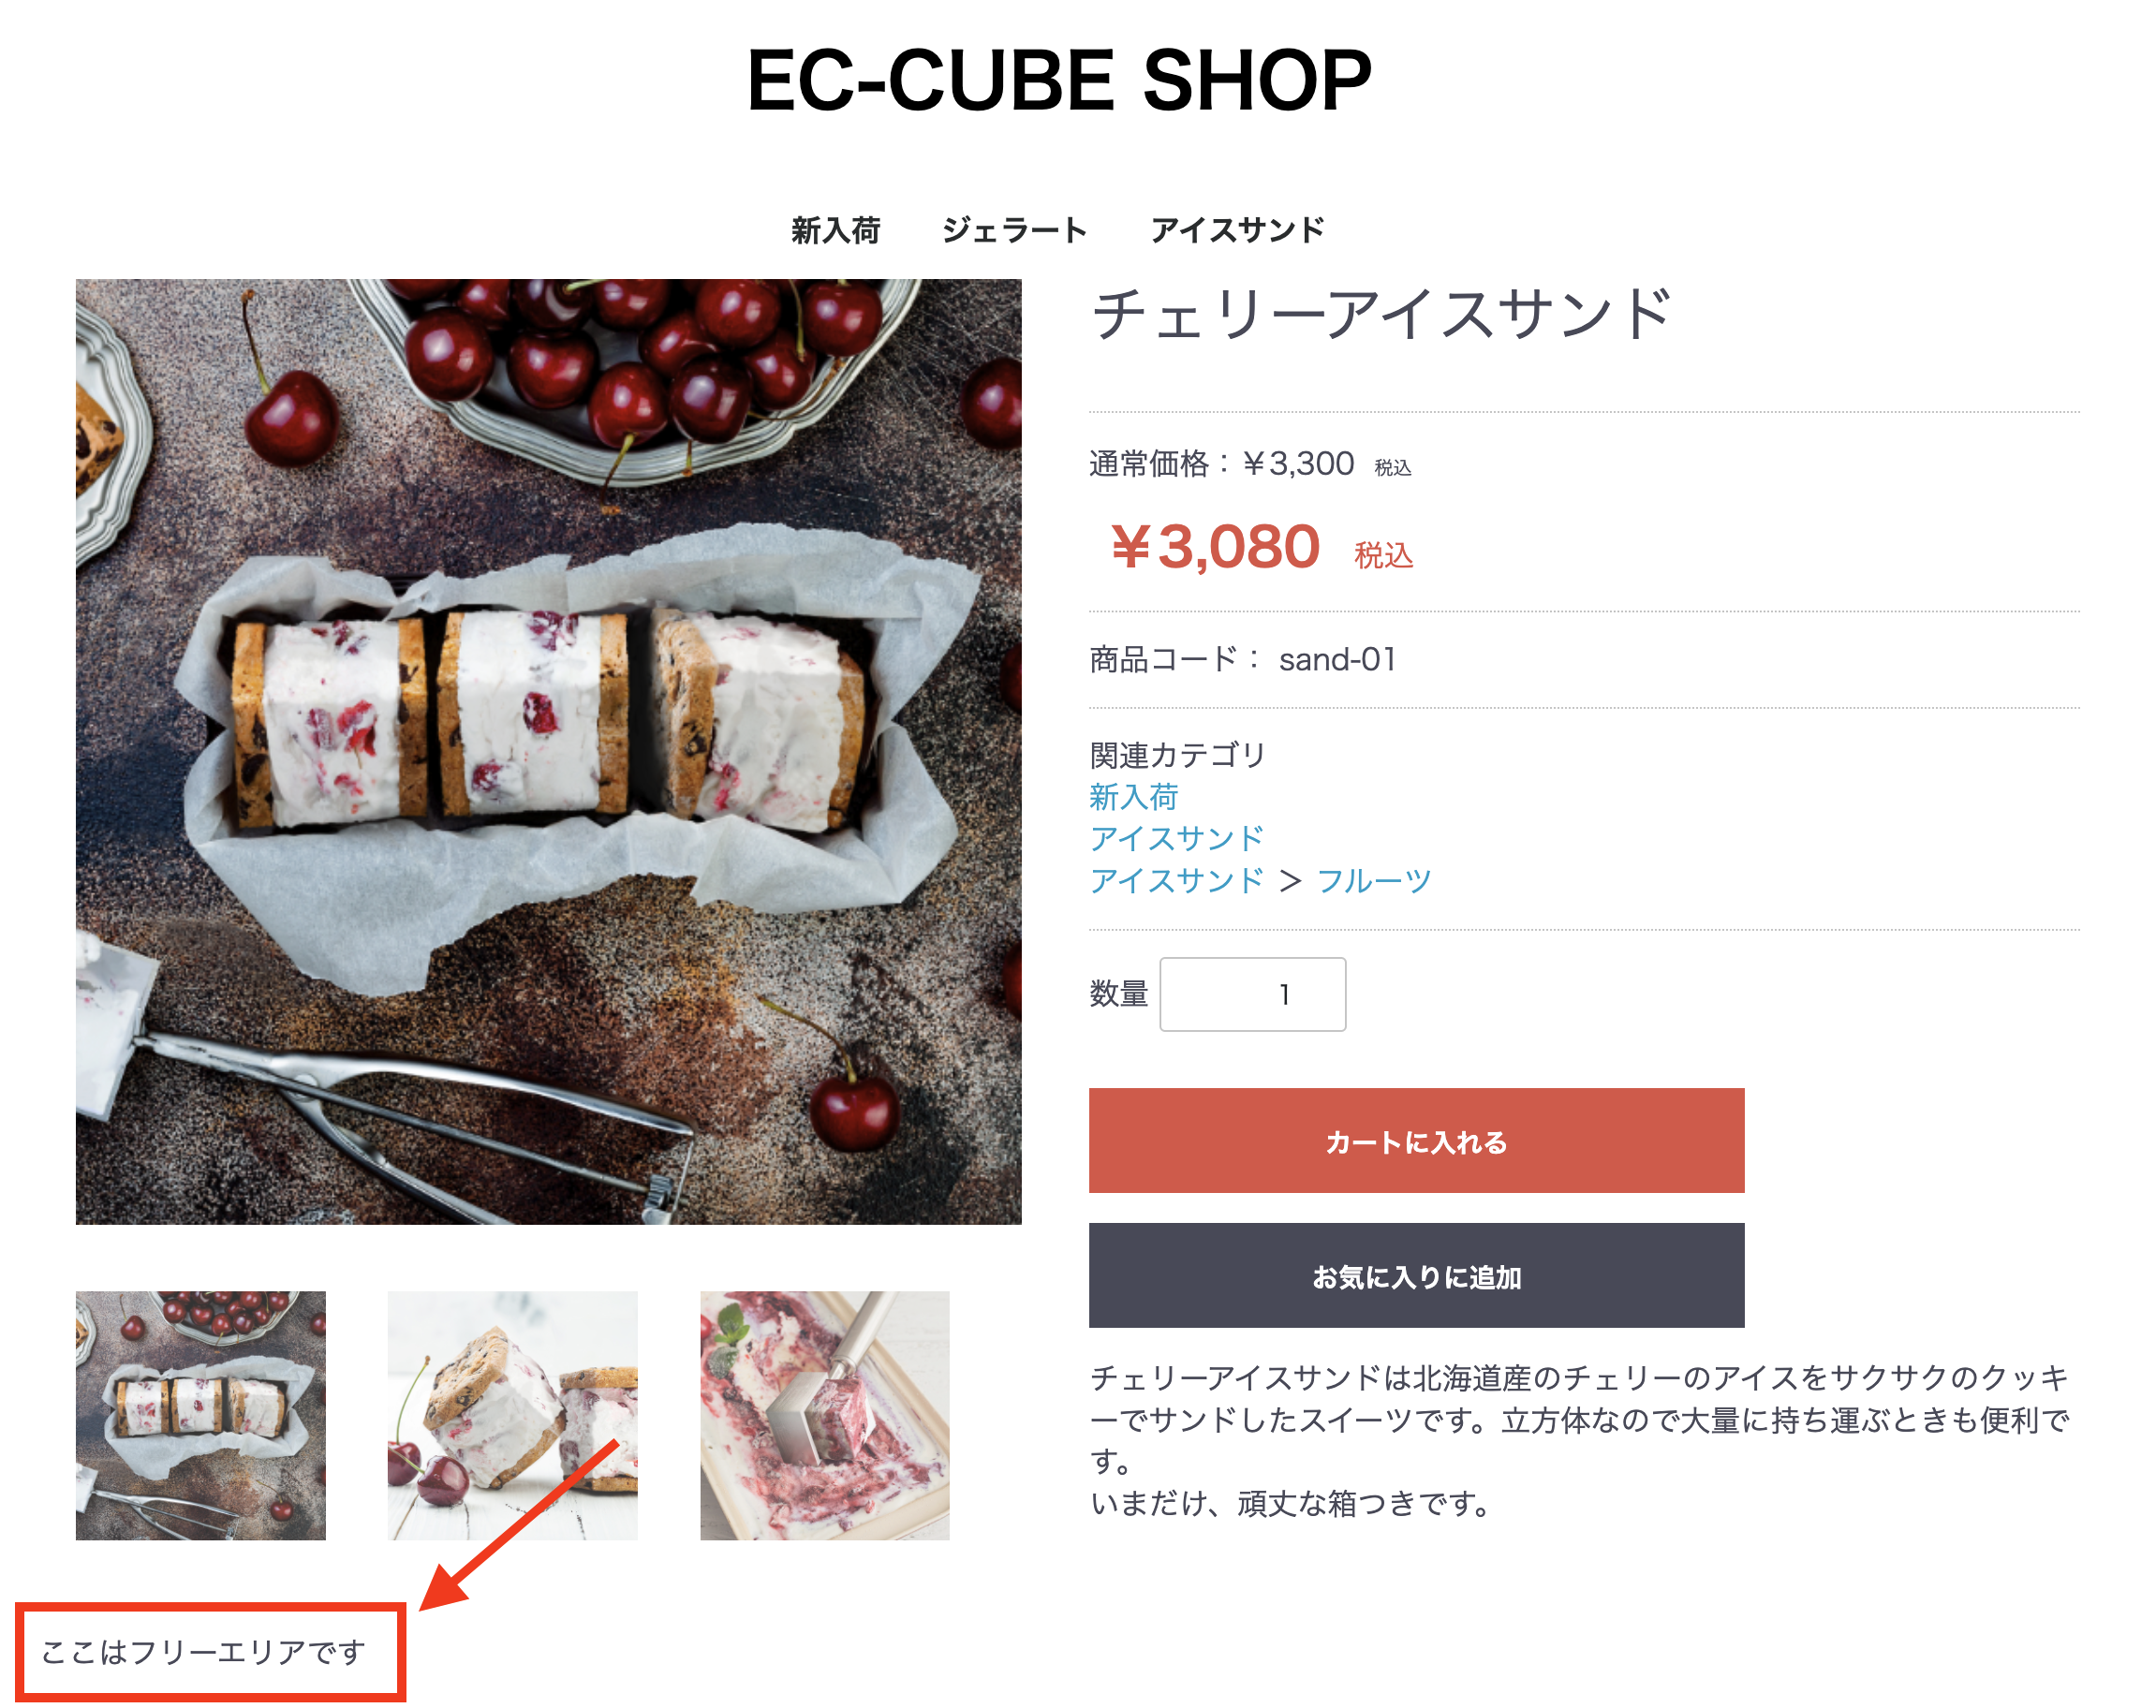 EC-CUBE SHOP
新入荷 ジェラート アイスサンド
チェリーアイスサンド
通常価格：￥3,300 税込
￥3,080 税込
商品コード： sand-01
関連カテゴリ
新入荷
アイスサンド
アイスサンド ＞ フルーツ
数量 1
カートに入れる
お気に入りに追加
チェリーアイスサンドは北海道産のチェリーのアイスをサクサクのクッキ
ーでサンドしたスイーツです。立方体なので大量に持ち運ぶときも便利で
す。
いまだけ、頑丈な箱つきです。
ここはフリーエリアです